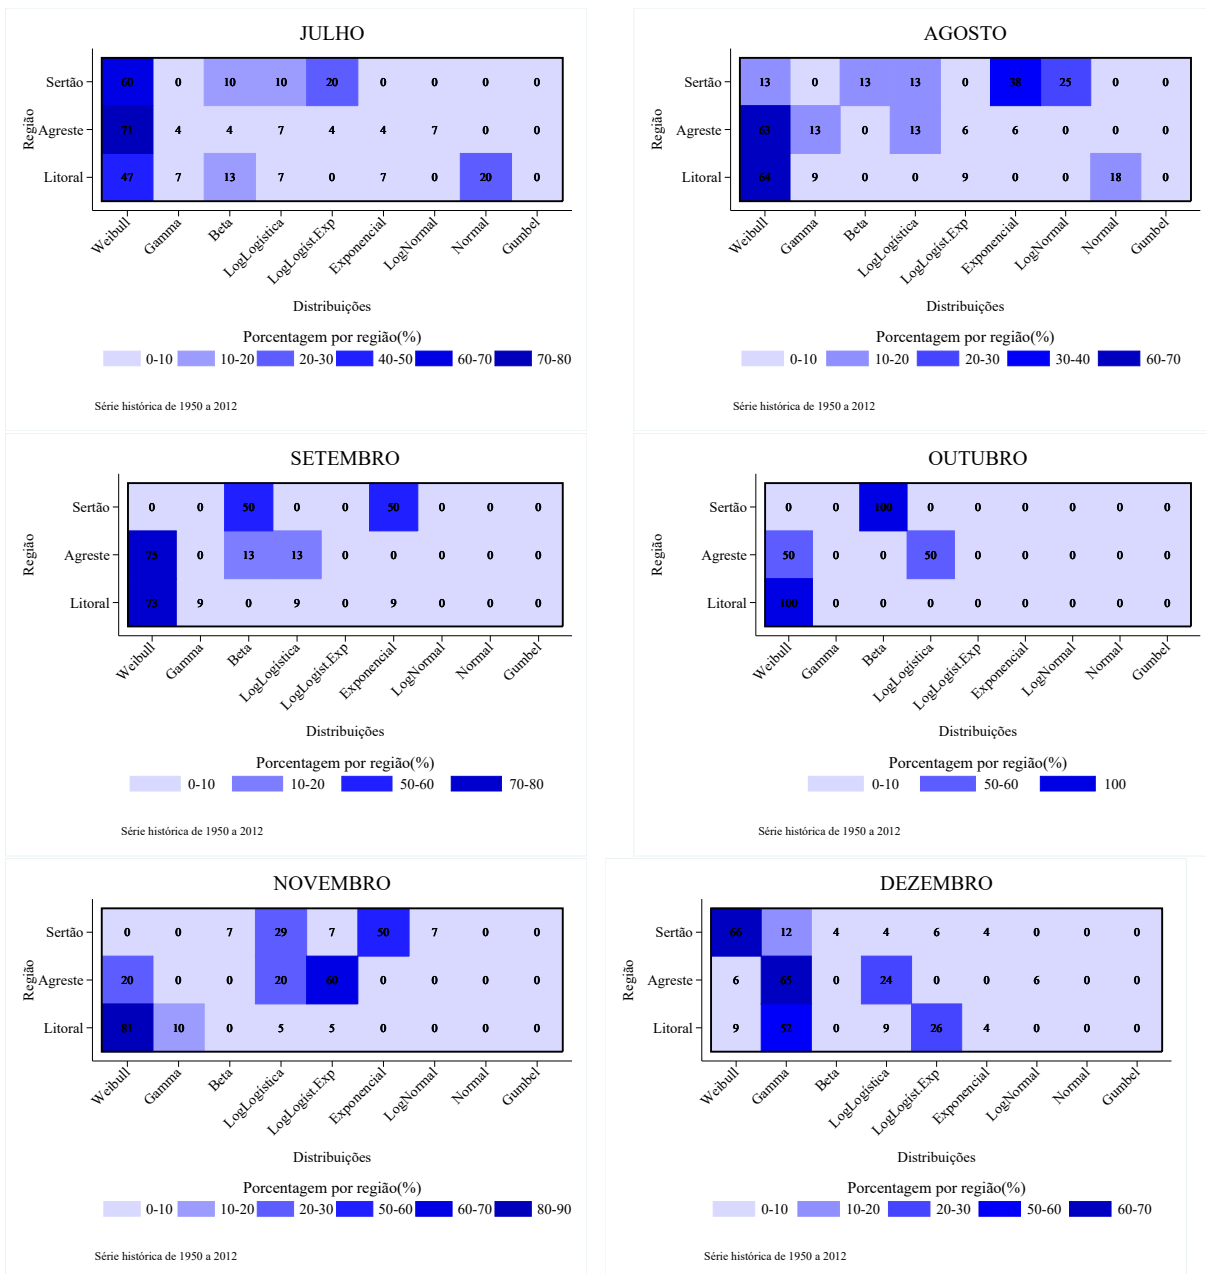 JULHO
Região
Sertão 60 0 10 10 20 0 0 0 0
Agreste 71 4 4 7 4 4 7 0 0
Litoral 47 7 13 7 0 7 0 20 0
Weibull Gamma Beta LogLogística LogLogist.Exp Exponencial LogNormal Normal Gumbel
Distribuições
Porcentagem por região(%)
0-10 10-20 20-30 40-50 60-70 70-80
Série histórica de 1950 a 2012
AGOSTO
Região
Sertão 13 0 13 13 0 38 25 0 0
Agreste 63 13 0 13 6 6 0 0 0
Litoral 64 9 0 0 9 0 0 18 0
Weibull Gamma Beta LogLogística LogLogist.Exp Exponencial LogNormal Normal Gumbel
Distribuições
Porcentagem por região(%)
0-10 10-20 20-30 30-40 60-70
Série histórica de 1950 a 2012
SETEMBRO
Região
Sertão 0 0 50 0 0 50 0 0 0
Agreste 75 0 13 13 0 0 0 0 0
Litoral 73 9 0 9 0 9 0 0 0
Weibull Gamma Beta LogLogística LogLogist.Exp Exponencial LogNormal Normal Gumbel
Distribuições
Porcentagem por região(%)
0-10 10-20 50-60 70-80
Série histórica de 1950 a 2012
OUTUBRO
Região
Sertão 0 0 100 0 0 0 0 0 0
Agreste 50 0 0 50 0 0 0 0 0
Litoral 100 0 0 0 0 0 0 0 0
Weibull Gamma Beta LogLogística LogLogist.Exp Exponencial LogNormal Normal Gumbel
Distribuições
Porcentagem por região(%)
0-10 50-60 100
Série histórica de 1950 a 2012
NOVEMBRO
Região
Sertão 0 0 7 29 7 50 7 0 0
Agreste 20 0 0 20 60 0 0 0 0
Litoral 81 10 0 5 5 0 0 0 0
Weibull Gamma Beta LogLogística LogLogist.Exp Exponencial LogNormal Normal Gumbel
Distribuições
Porcentagem por região(%)
0-10 10-20 20-30 50-60 60-70 80-90
Série histórica de 1950 a 2012
DEZEMBRO
Região
Sertão 66 12 4 4 6 4 0 0 0
Agreste 6 65 0 24 0 0 6 0 0
Litoral 9 52 0 9 26 4 0 0 0
Weibull Gamma Beta LogLogística LogLogist.Exp Exponencial LogNormal Normal Gumbel
Distribuições
Porcentagem por região(%)
0-10 10-20 20-30 50-60 60-70
Série histórica de 1950 a 2012